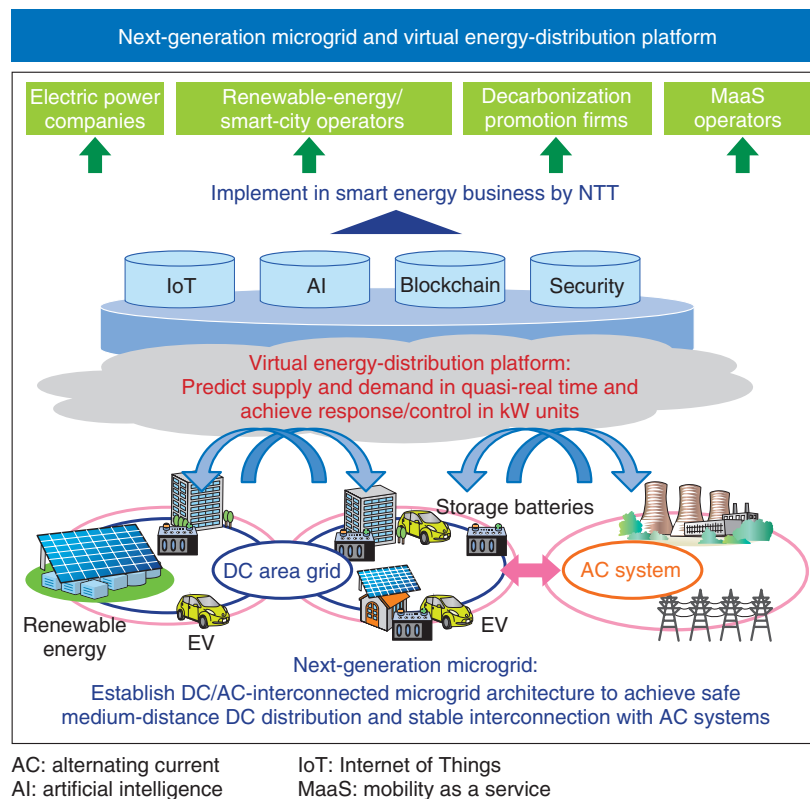 Next-generation microgrid and virtual energy-distribution platform
Electric power
companies
Renewable-energy/
smart-city operators
Decarbonization
promotion firms
MaaS
operators
Implement in smart energy business by NTT
IoT
AI
Blockchain
Security
Virtual energy-distribution platform:
Predict supply and demand in quasi-real time and
achieve response/control in kW units
Storage batteries
DC area grid
AC system
Renewable
energy
EV
EV
Next-generation microgrid:
Establish DC/AC-interconnected microgrid architecture to achieve safe
medium-distance DC distribution and stable interconnection with AC systems
AC: alternating current
IoT: Internet of Things
AI: artificial intelligence
MaaS: mobility as a service